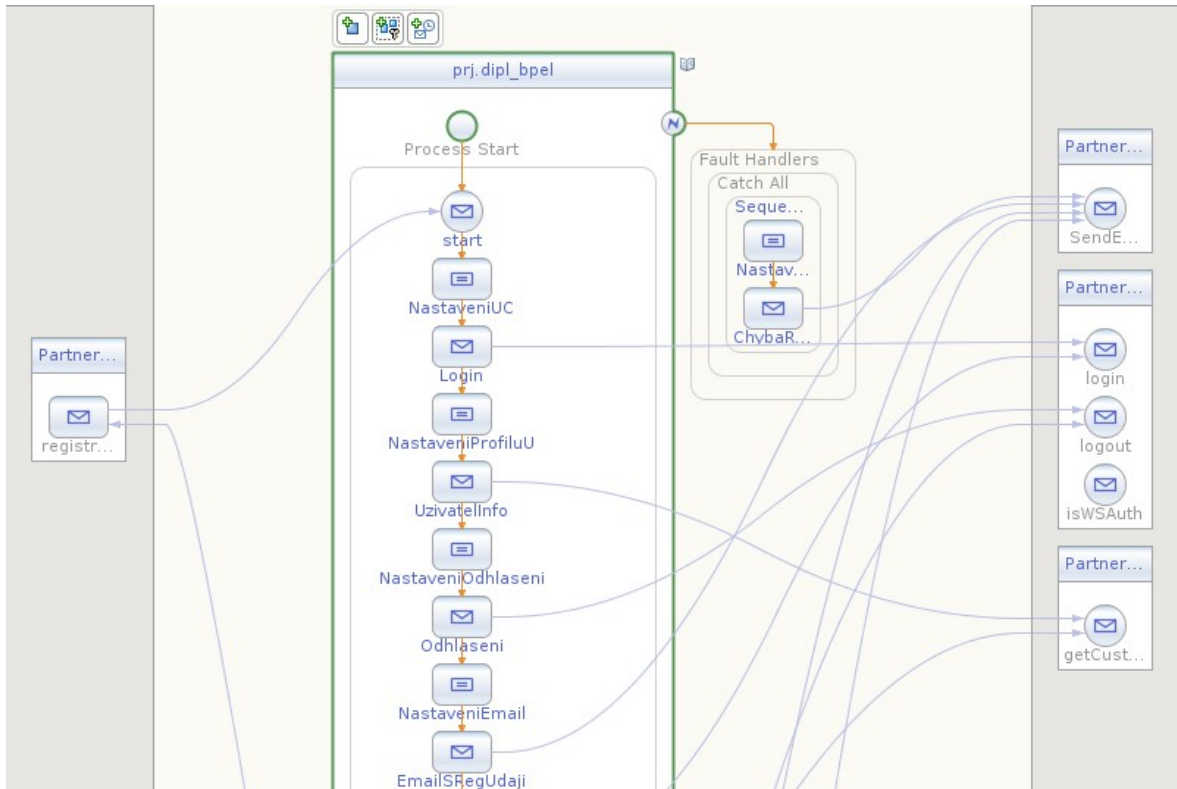 prj.dipl_bpel
Process Start
start
NastaveniUC
Login
NastaveniProfiluU
UzivatelInfo
NastaveniOdhlaseni
Odhlaseni
NastaveniEmail
EmailSRegUdaji
Fault Handlers
Catch All
Seque...
Nastav...
ChybaR...
Partner...
registr...
Partner...
SendE...
Partner...
login
logout
isWSAuth
Partner...
getCust...